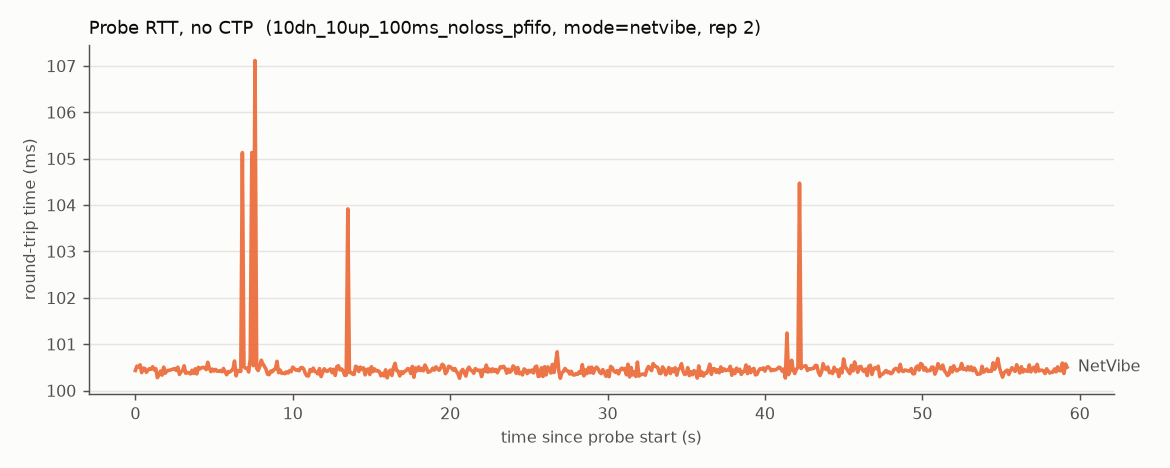 Probe RTT, no CTP  (10dn_10up_100ms_noloss_pfifo, mode=netvibe, rep 2)
round-trip time (ms)
107
106
105
104
103
102
101
100
NetVibe
0 10 20 30 40 50 60
time since probe start (s)